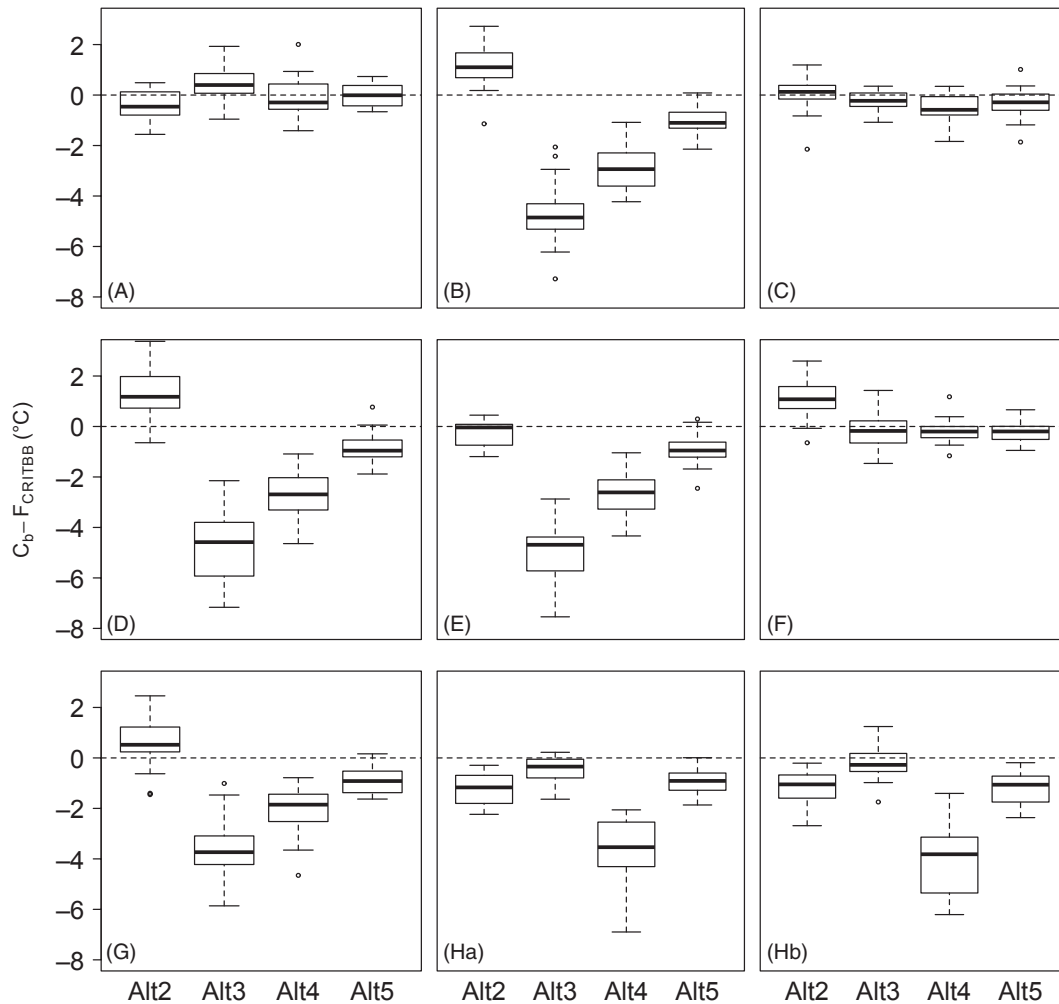 2
0
–2
–4
–6
–8
(A)
(B)
(C)
2
0
–2
–4
–6
–8
C_b – F_CRITBB (°C)
(D)
(E)
(F)
2
0
–2
–4
–6
–8
(G)
(Ha)
(Hb)
Alt2 Alt3 Alt4 Alt5
Alt2 Alt3 Alt4 Alt5
Alt2 Alt3 Alt4 Alt5